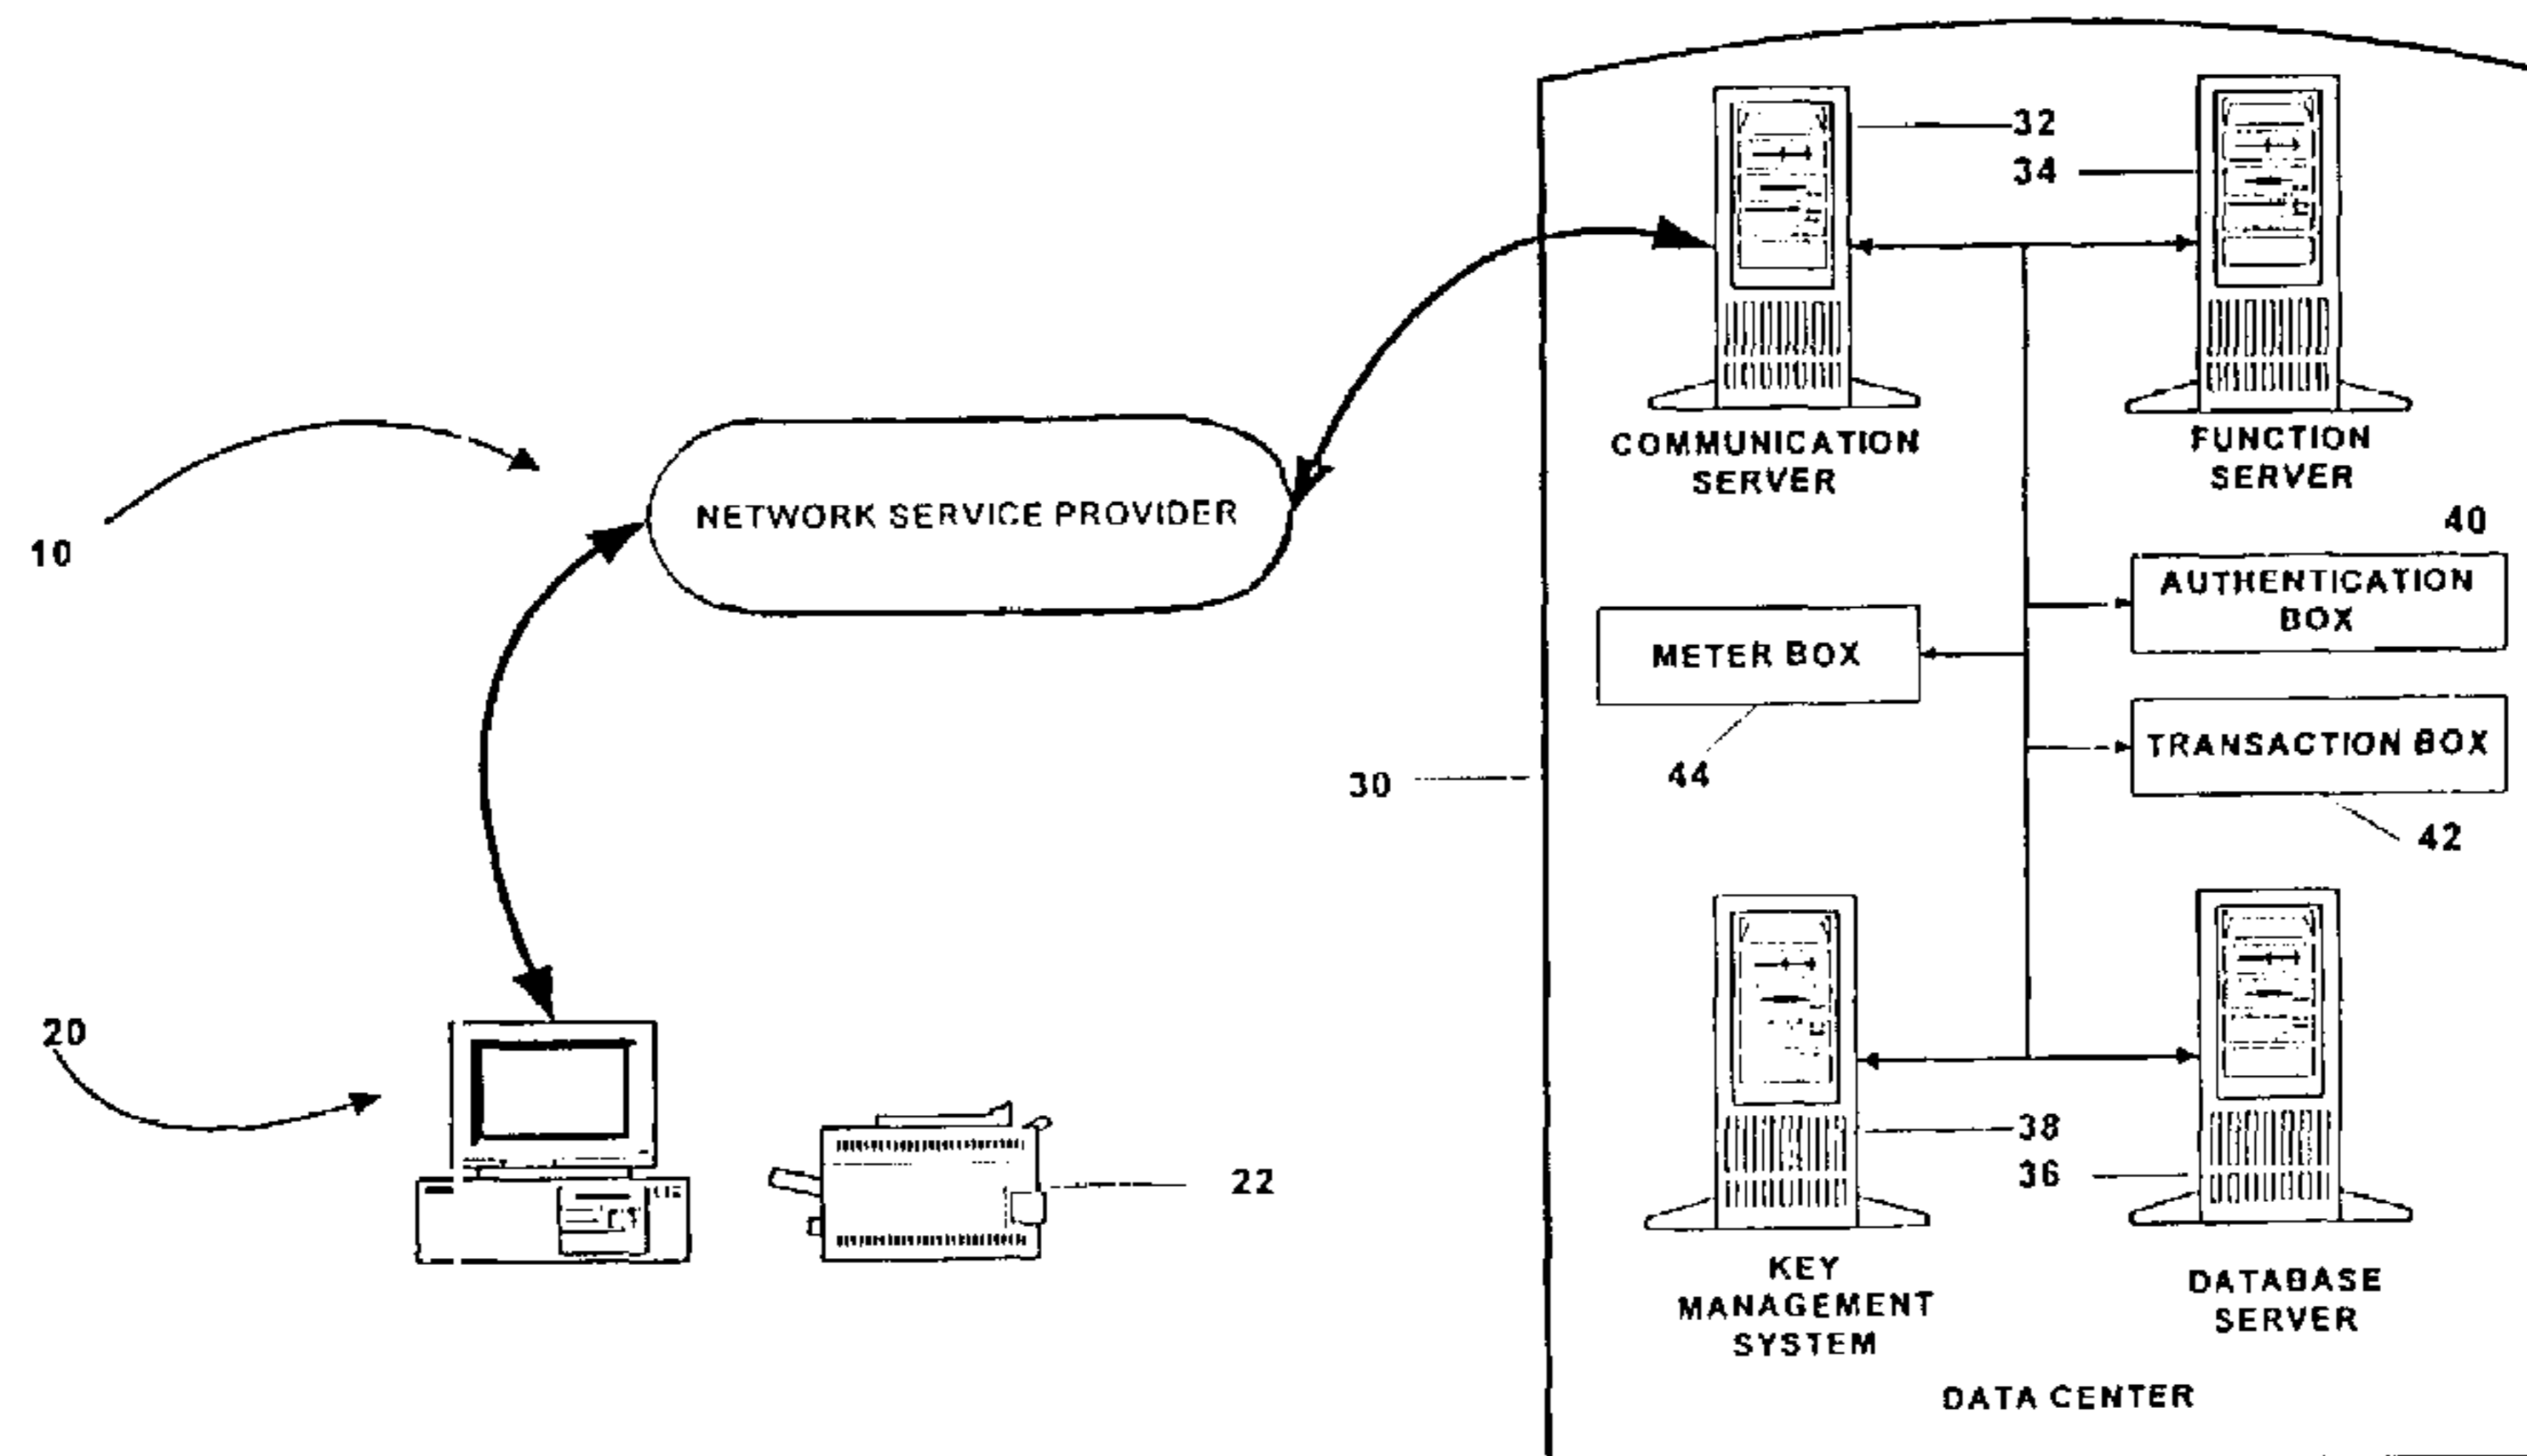 32
34
COMMUNICATION
SERVER
FUNCTION
SERVER
10
NETWORK SERVICE PROVIDER
40
AUTHENTICATION
BOX
METER BOX
TRANSACTION BOX
44
30
42
20
22
38
36
KEY
MANAGEMENT
SYSTEM
DATABASE
SERVER
DATA CENTER